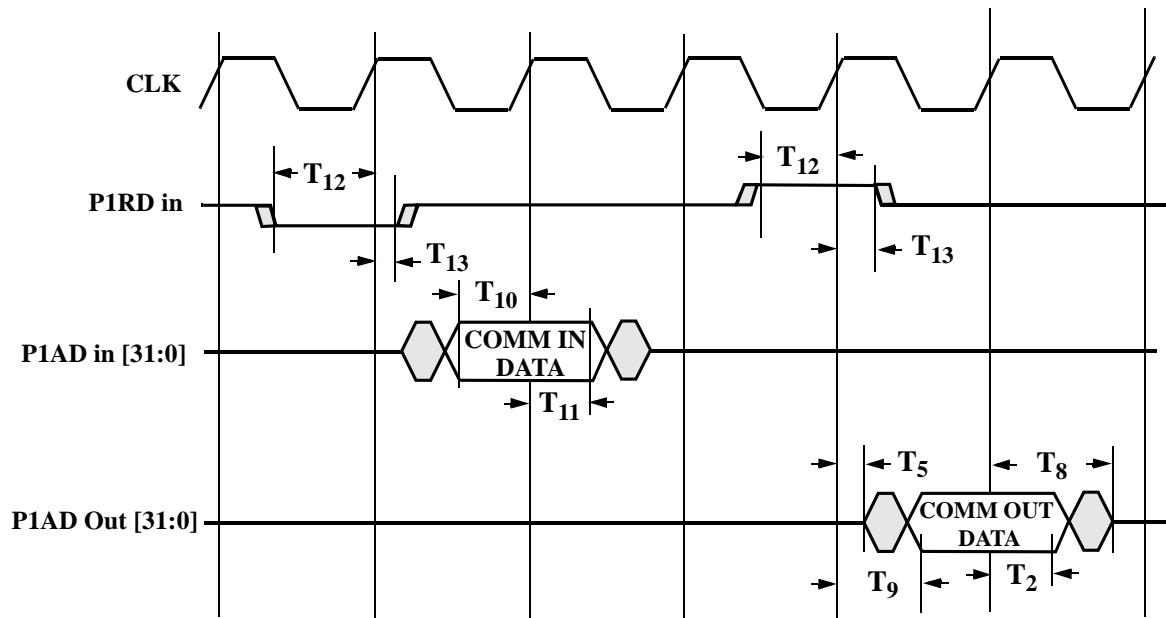 CLK
T12
T12
P1RD in
T13
T13
T10
P1AD in [31:0]
COMM IN
DATA
T11
T5
T8
P1AD Out [31:0]
COMM OUT
DATA
T9
T2